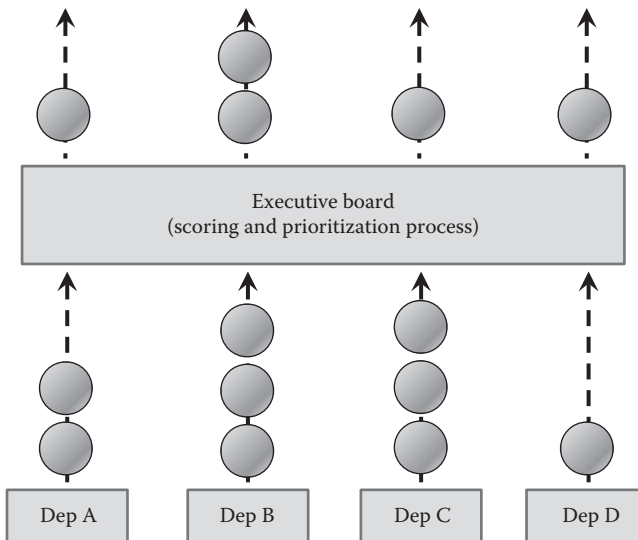 Executive board
(scoring and prioritization process)
Dep A
Dep B
Dep C
Dep D